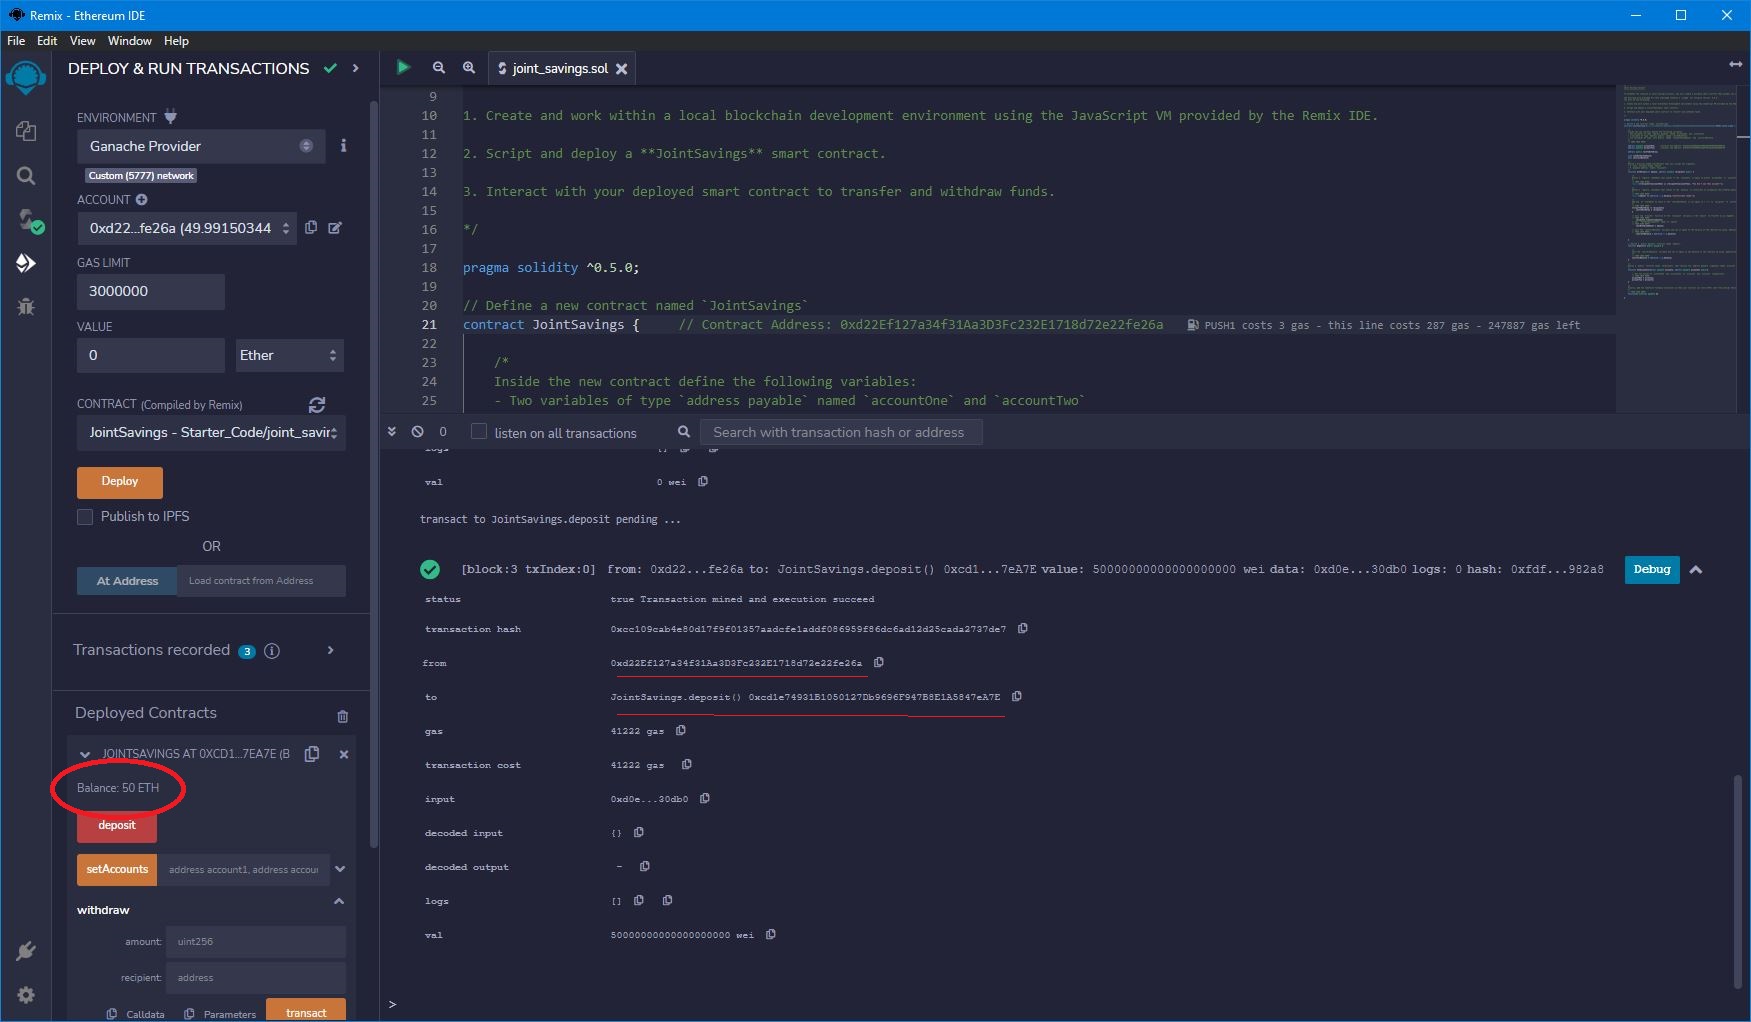 Remix - Ethereum IDE
File Edit View Window Help
DEPLOY & RUN TRANSACTIONS
ENVIRONMENT
Ganache Provider
Custom (5777) network
ACCOUNT
0xd22...fe26a (49.99150344
GAS LIMIT
3000000
VALUE
0 Ether
CONTRACT (Compiled by Remix)
JointSavings - Starter_Code/joint_savin
Deploy
Publish to IPFS
OR
At Address Load contract from Address
Transactions recorded 3
Deployed Contracts
JOINTSAVINGS AT 0XCD1...7EA7E (B
Balance: 50 ETH
deposit
setAccounts address account1, address accou
withdraw
amount: uint256
recipient: address
Calldata Parameters transact
joint_savings.sol
9
10 1. Create and work within a local blockchain development environment using the JavaScript VM provided by the Remix IDE.
11
12 2. Script and deploy a **JointSavings** smart contract.
13
14 3. Interact with your deployed smart contract to transfer and withdraw funds.
15
16 */
17
18 pragma solidity ^0.5.0;
19
20 // Define a new contract named `JointSavings`
21 contract JointSavings { // Contract Address: 0xd22Ef127a34f31Aa3D3Fc232E1718d72e22fe26a PUSH1 costs 3 gas - this line costs 287 gas - 247887 gas left
22
23 /*
24 Inside the new contract define the following variables:
25 - Two variables of type `address payable` named `accountOne` and `accountTwo`
0 listen on all transactions Search with transaction hash or address
logs []
val 0 wei
transact to JointSavings.deposit pending ...
[block:3 txIndex:0] from: 0xd22...fe26a to: JointSavings.deposit() 0xcd1...7eA7E value: 50000000000000000000 wei data: 0xd0e...30db0 logs: 0 hash: 0xfdf...982a8 Debug
status true Transaction mined and execution succeed
transaction hash 0xcc109cab4e80d17f9f01357aadcfe1addf086959f86dc6ad12d25cada2737de7
from 0xd22Ef127a34f31Aa3D3Fc232E1718d72e22fe26a
to JointSavings.deposit() 0xcd1e74931B1050127Db9696F947B8E1A5847eA7E
gas 41222 gas
transaction cost 41222 gas
input 0xd0e...30db0
decoded input {}
decoded output -
logs []
val 50000000000000000000 wei
>